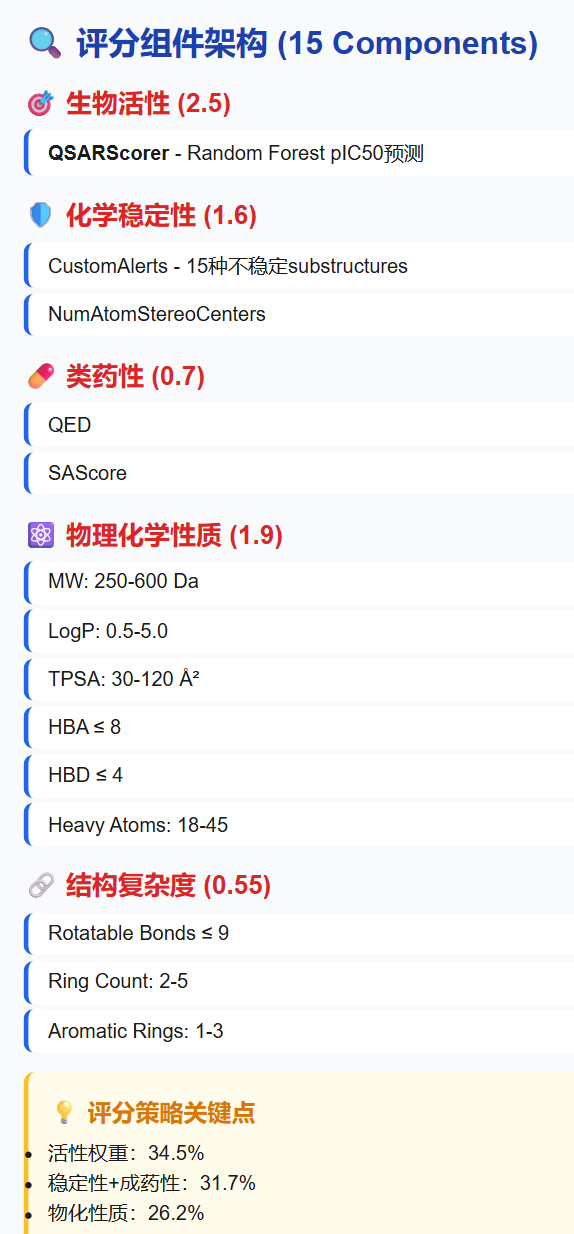 评分组件架构 (15 Components)
生物活性 (2.5)
QSARScorer - Random Forest pIC50预测
化学稳定性 (1.6)
CustomAlerts - 15种不稳定substructures
NumAtomStereoCenters
类药性 (0.7)
QED
SAScore
物理化学性质 (1.9)
MW: 250-600 Da
LogP: 0.5-5.0
TPSA: 30-120 Å²
HBA ≤ 8
HBD ≤ 4
Heavy Atoms: 18-45
结构复杂度 (0.55)
Rotatable Bonds ≤ 9
Ring Count: 2-5
Aromatic Rings: 1-3
评分策略关键点
• 活性权重：34.5%
• 稳定性+成药性：31.7%
• 物化性质：26.2%